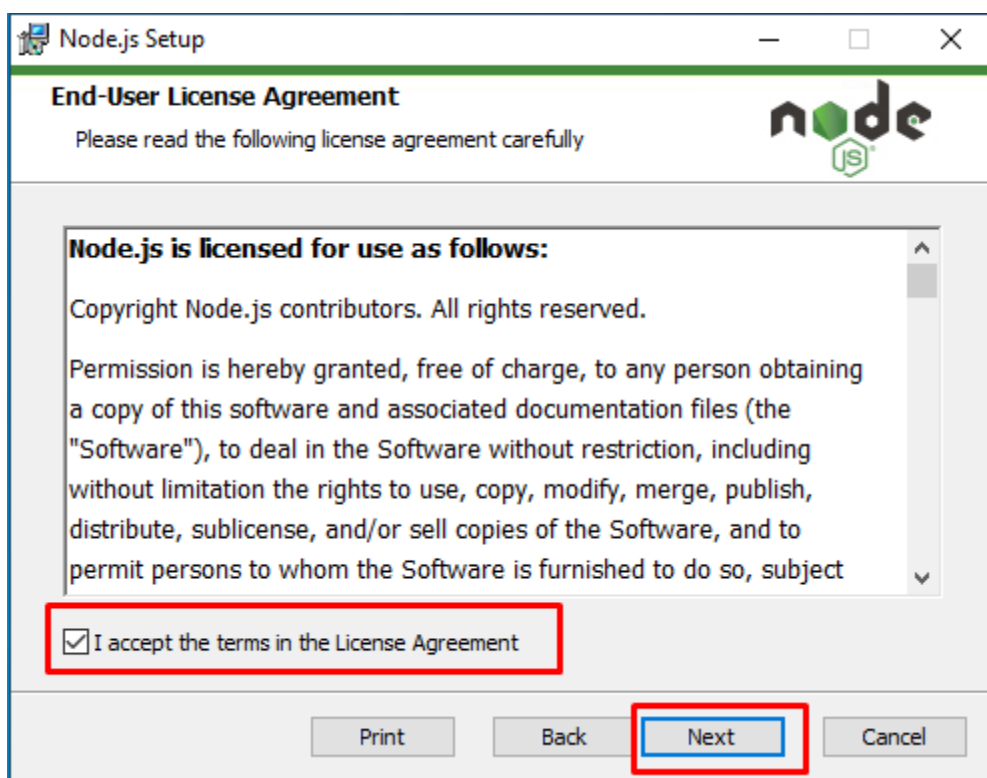 Node.js Setup
End-User License Agreement
Please read the following license agreement carefully
node
JS
Node.js is licensed for use as follows:
Copyright Node.js contributors. All rights reserved.
Permission is hereby granted, free of charge, to any person obtaining
a copy of this software and associated documentation files (the
"Software"), to deal in the Software without restriction, including
without limitation the rights to use, copy, modify, merge, publish,
distribute, sublicense, and/or sell copies of the Software, and to
permit persons to whom the Software is furnished to do so, subject
I accept the terms in the License Agreement
Print Back Next Cancel